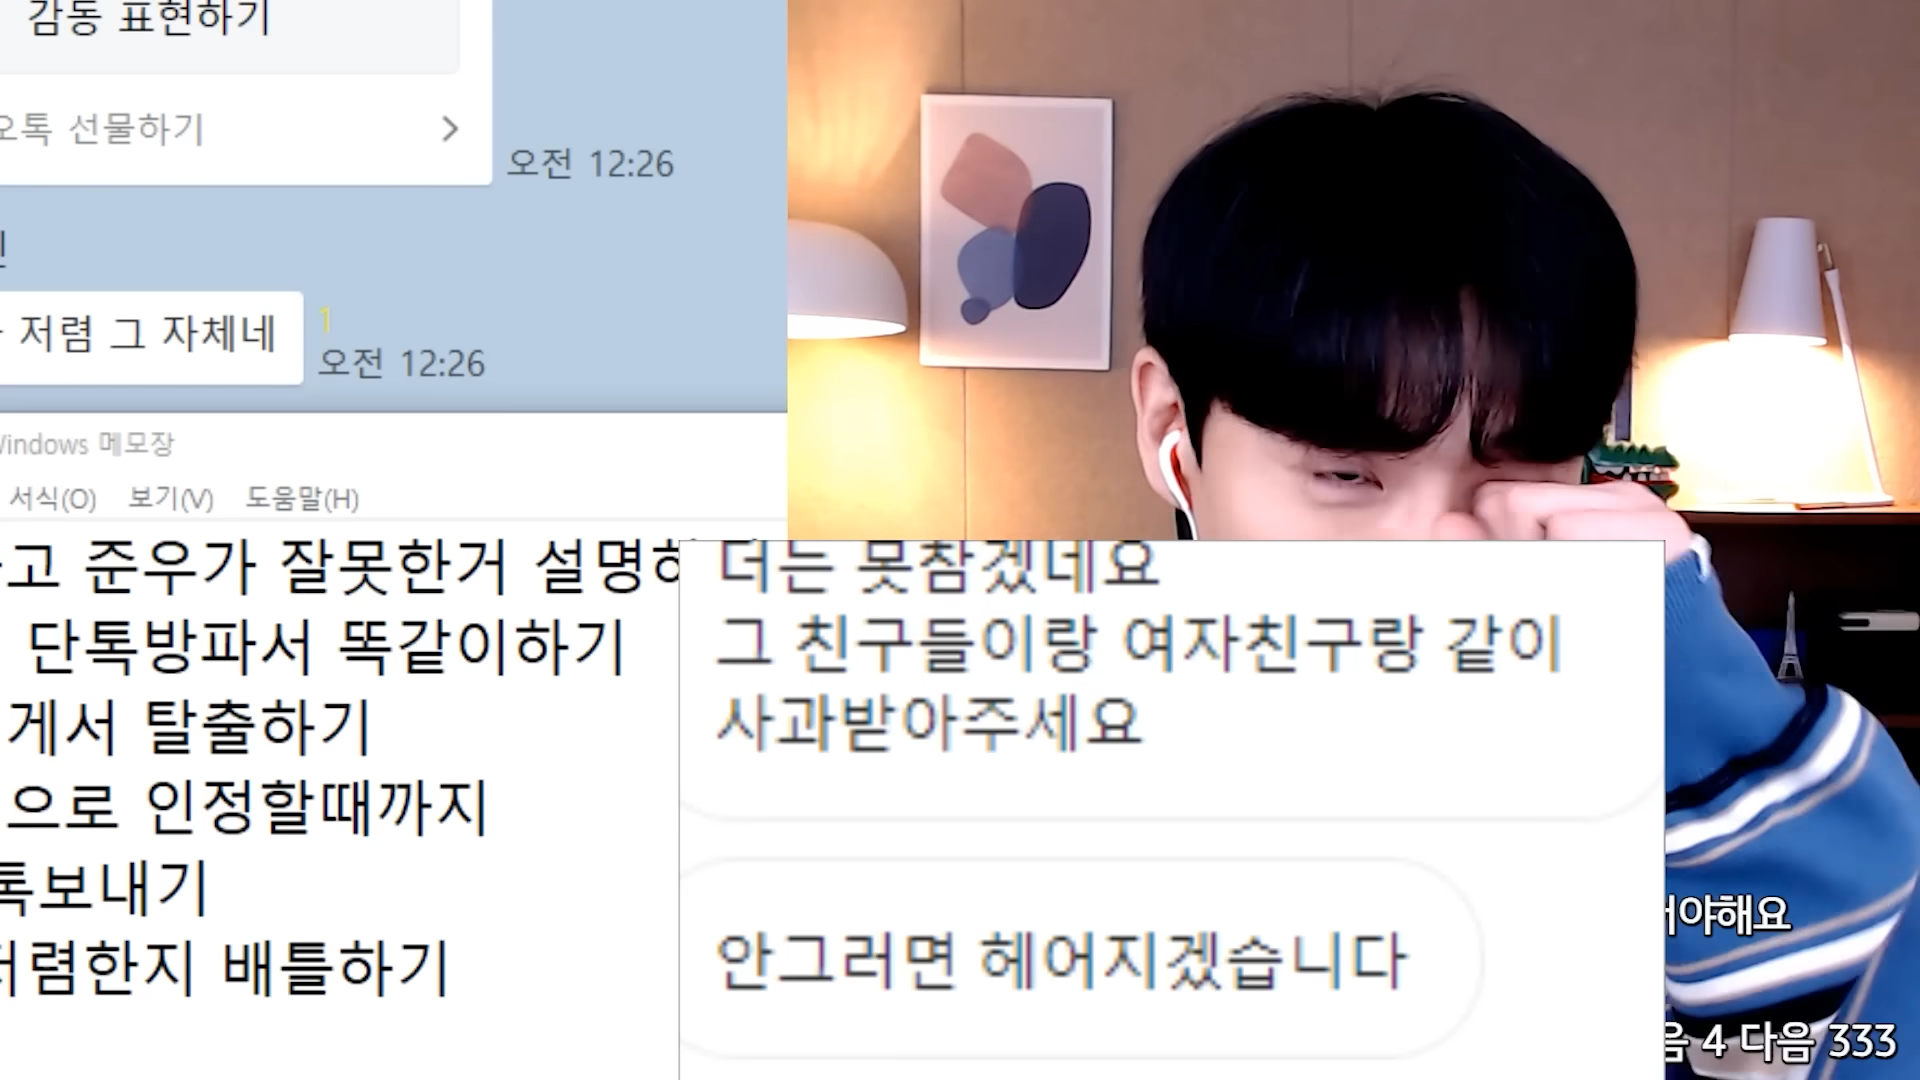 감동 표현하기
오톡 선물하기
오전 12:26
저렴 그 자체네
1
오전 12:26
Windows 메모장
서식(O) 보기(V) 도움말(H)
고 준우가 잘못한거 설명하
단톡방파서 똑같이하기
게서 탈출하기
으로 인정할때까지
톡보내기
저렴한지 배틀하기
더는 못참겠네요
그 친구들이랑 여자친구랑 같이
사과받아주세요
안그러면 헤어지겠습니다
어야해요
음 4 다음 333